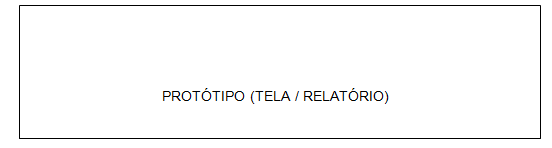 PROTÓTIPO (TELA / RELATÓRIO)